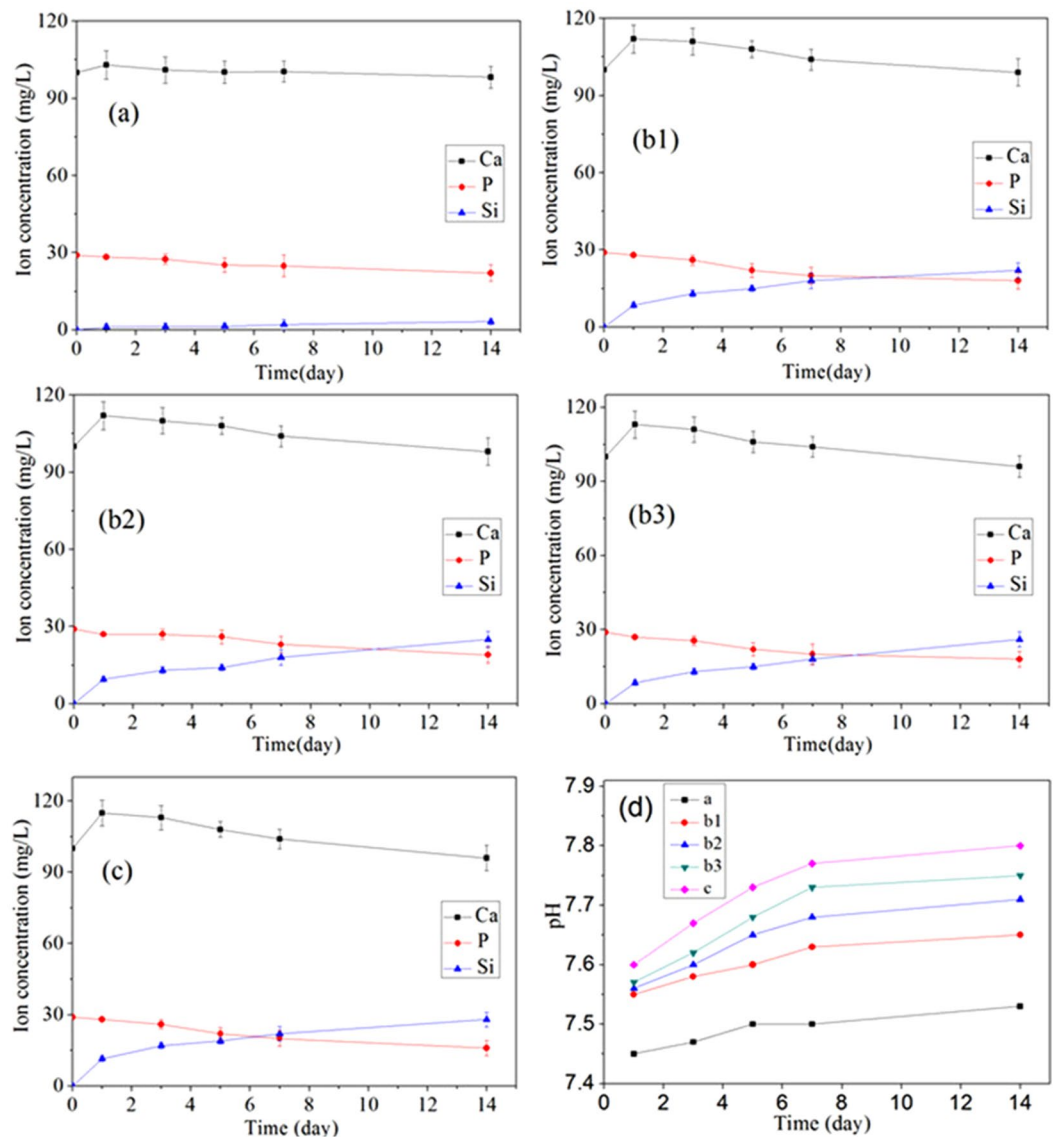 120
90
60
30
0
Ion concentration (mg/L)
(a)
Ca
P
Si
0 2 4 6 8 10 12 14
Time(day)
120
90
60
30
0
Ion concentration (mg/L)
(b1)
Ca
P
Si
0 2 4 6 8 10 12 14
Time(day)
120
90
60
30
0
Ion concentration (mg/L)
(b2)
Ca
P
Si
0 2 4 6 8 10 12 14
Time(day)
120
90
60
30
0
Ion concentration (mg/L)
(b3)
Ca
P
Si
0 2 4 6 8 10 12 14
Time(day)
120
90
60
30
0
Ion concentration (mg/L)
(c)
Ca
P
Si
0 2 4 6 8 10 12 14
Time (day)
7.9
7.8
7.7
7.6
7.5
7.4
pH
(d)
a
b1
b2
b3
c
0 2 4 6 8 10 12 14
Time (day)